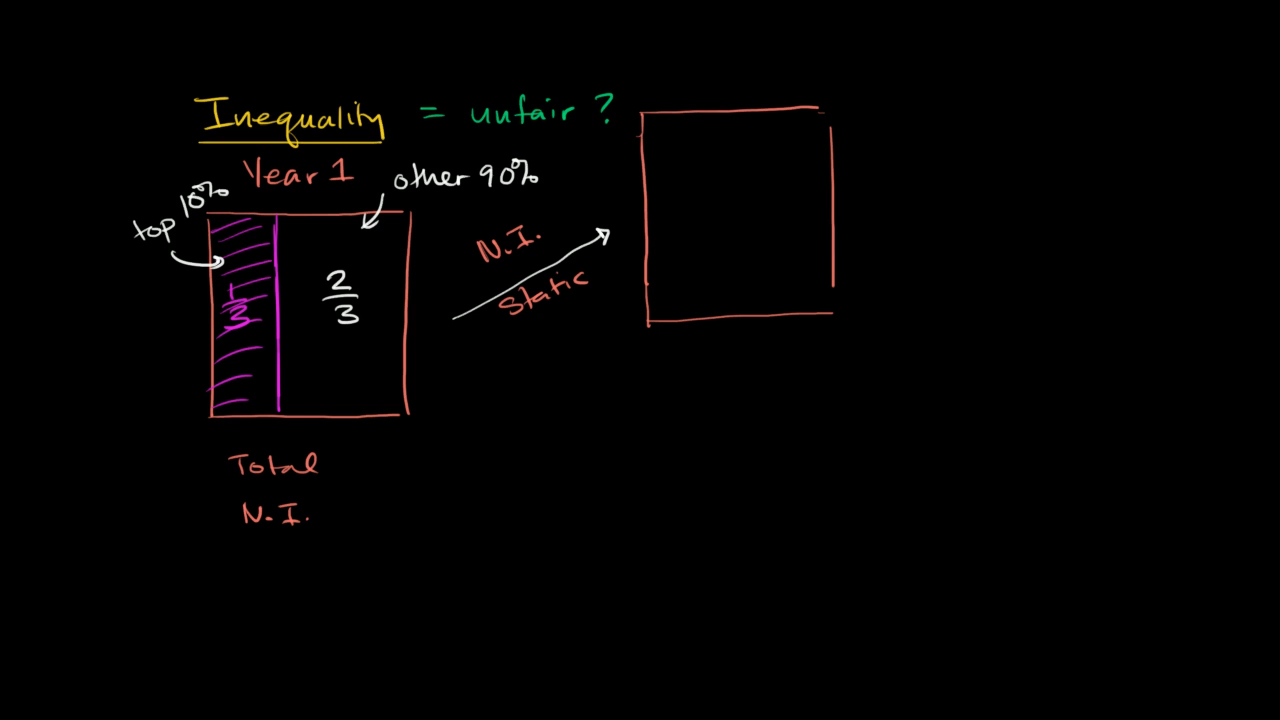 Inequality = unfair ?
Year 1
top 10%
other 90%
1/3
2/3
N.I.
Static
Total
N.I.